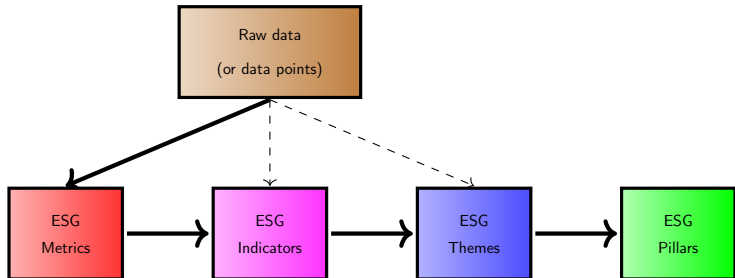 Raw data
(or data points)
ESG
Metrics
ESG
Indicators
ESG
Themes
ESG
Pillars